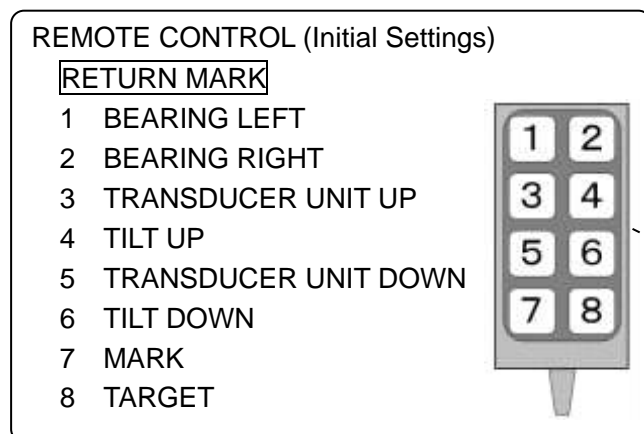 REMOTE CONTROL (Initial Settings)
RETURN MARK
1 BEARING LEFT
2 BEARING RIGHT
3 TRANSDUCER UNIT UP
4 TILT UP
5 TRANSDUCER UNIT DOWN
6 TILT DOWN
7 MARK
8 TARGET
1 2
3 4
5 6
7 8